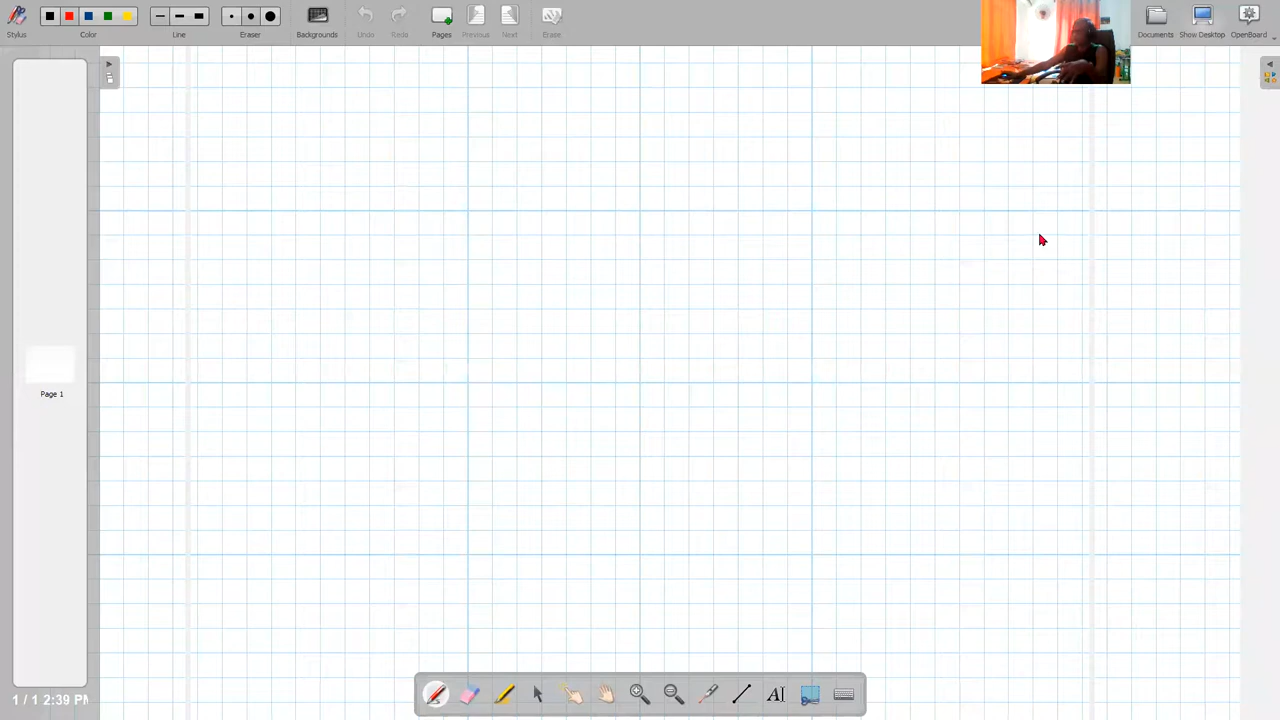 Stylus
Color
Line
Eraser
Backgrounds
Undo
Redo
Pages
Previous
Next
Erase
Documents
Show Desktop
OpenBoard
Page 1
1 / 1 2:39 PM
AI